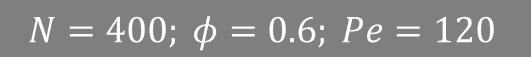 N = 400; ϕ = 0.6; Pe = 120